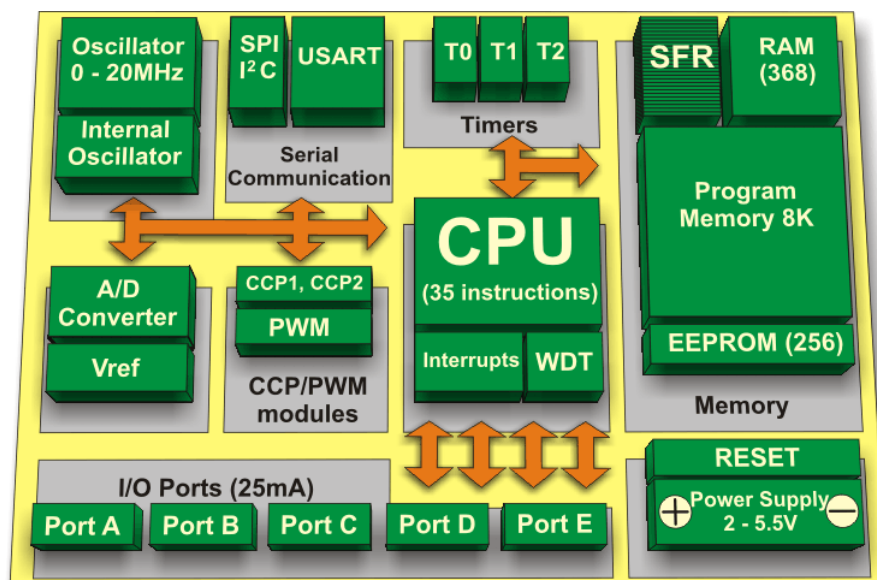 Oscillator
0 - 20MHz
Internal
Oscillator
SPI
I²C
USART
Serial
Communication
T0
T1
T2
Timers
SFR
RAM
(368)
Program
Memory 8K
EEPROM (256)
Memory
CPU
(35 instructions)
Interrupts
WDT
A/D
Converter
Vref
CCP1, CCP2
PWM
CCP/PWM
modules
I/O Ports (25mA)
Port A
Port B
Port C
Port D
Port E
RESET
+
Power Supply
2 - 5.5V
−